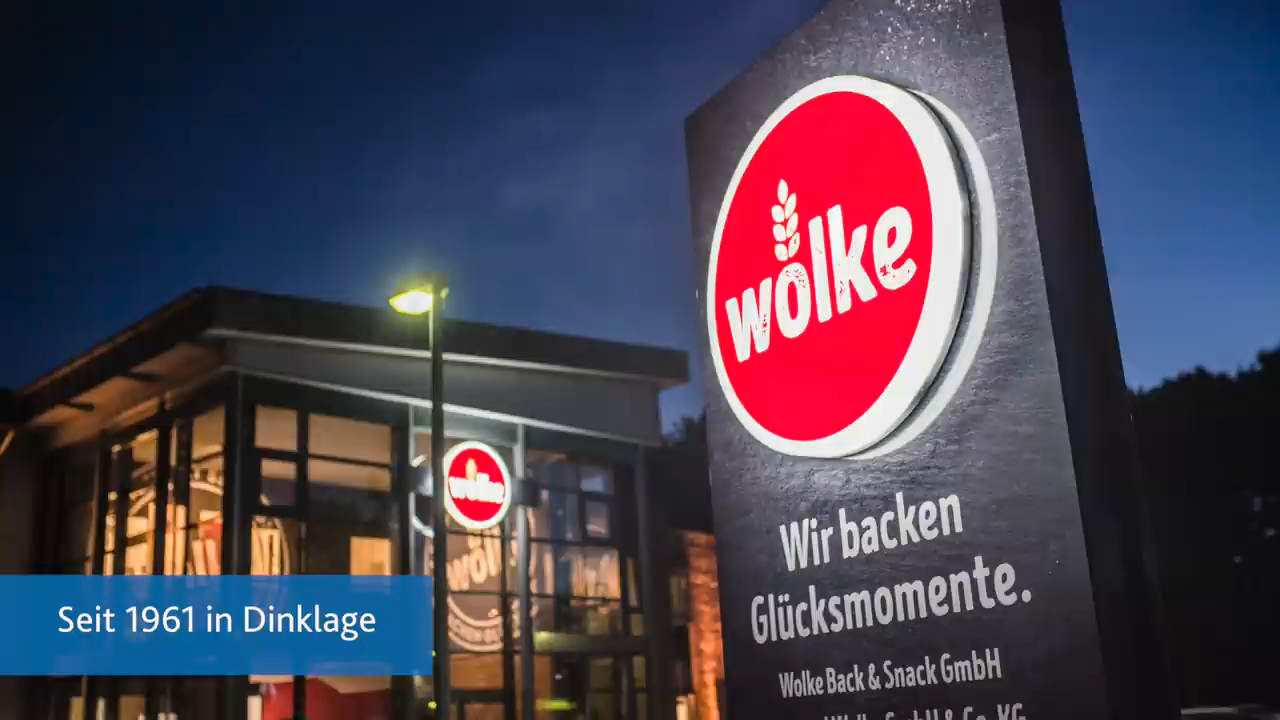 wolke
Wir backen
Glücksmomente.
Wolke Back & Snack GmbH
wolke
Seit 1961 in Dinklage